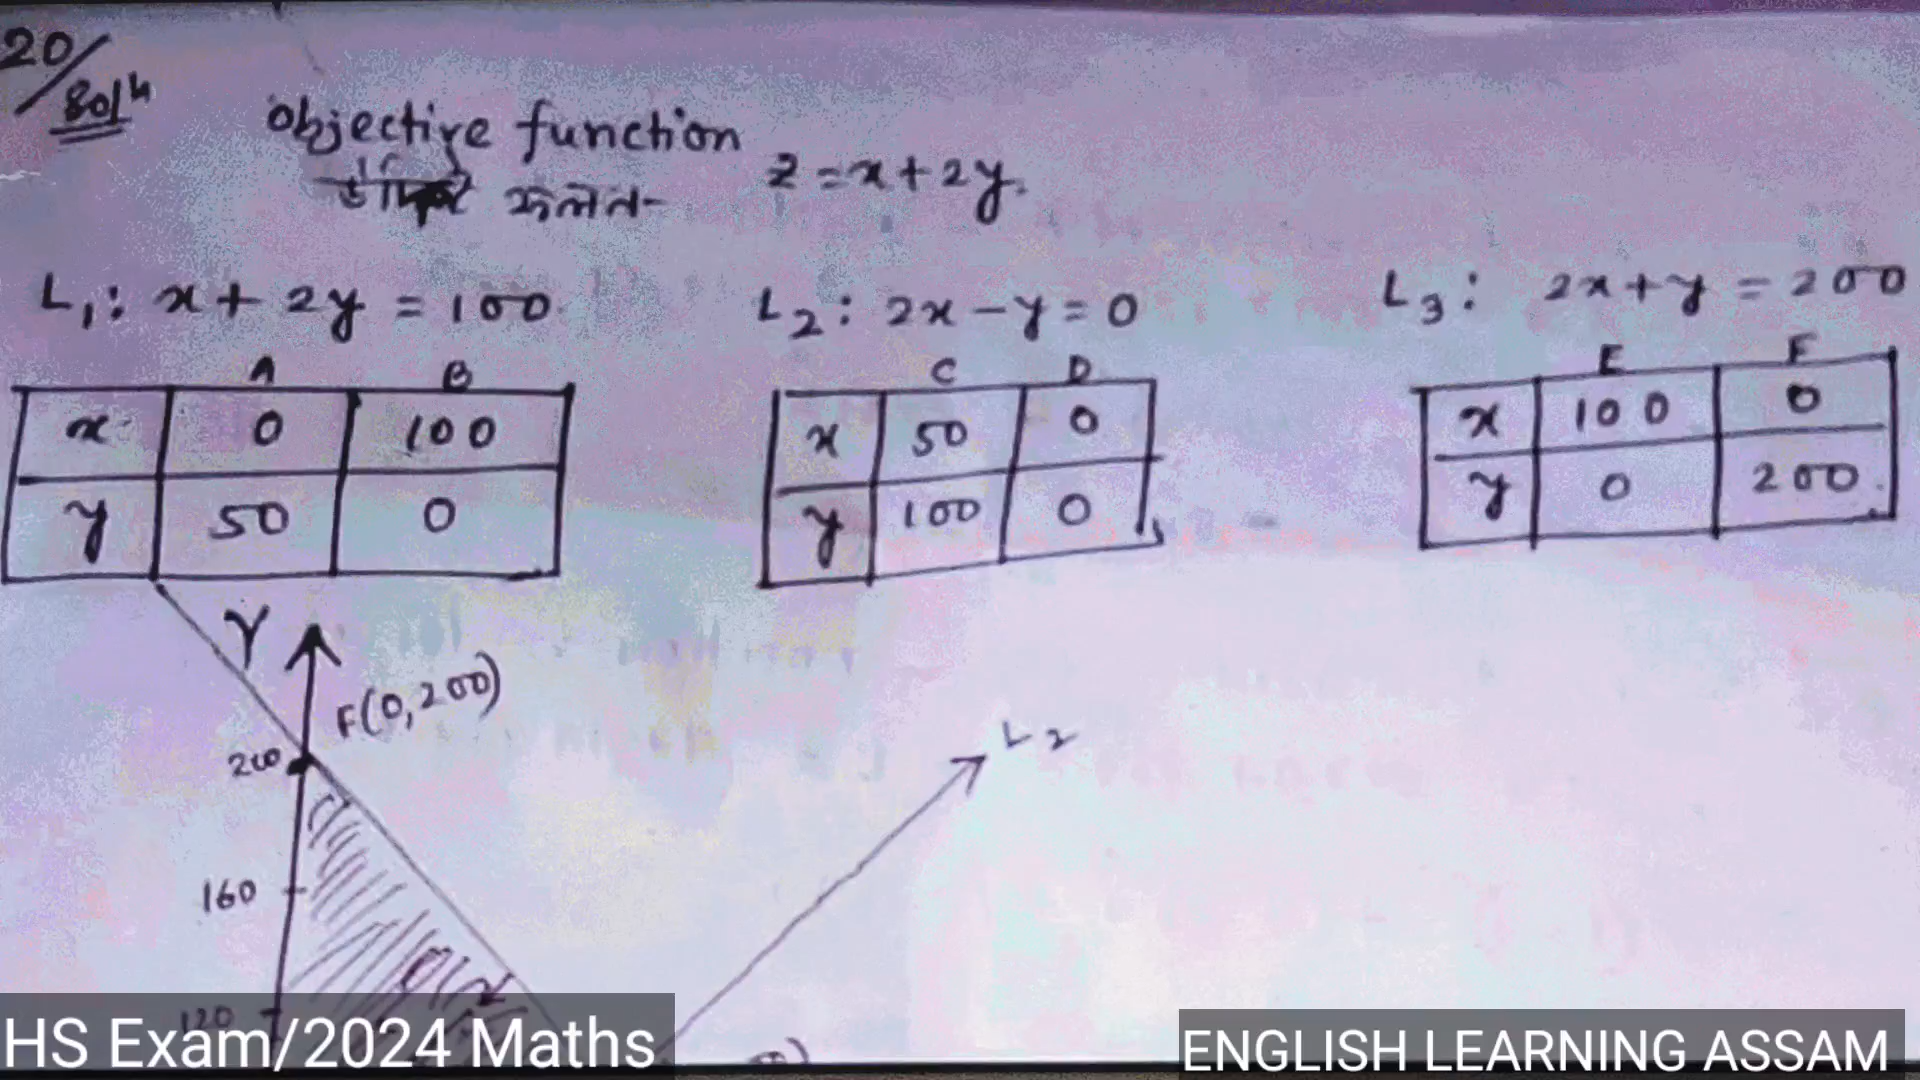 20/
Solⁿ
objective function
फलन-
Z = x + 2y.
L₁: x + 2y = 100.
L₂: 2x - y = 0
L₃: 2x + y = 200
A B
x 0 100
y 50 0
C D
x 50 0
y 100 0
E F
x 100 0
y 0 200.
Y
F(0,200)
200
L₂
160
120
HS Exam/2024 Maths
ENGLISH LEARNING ASSAM